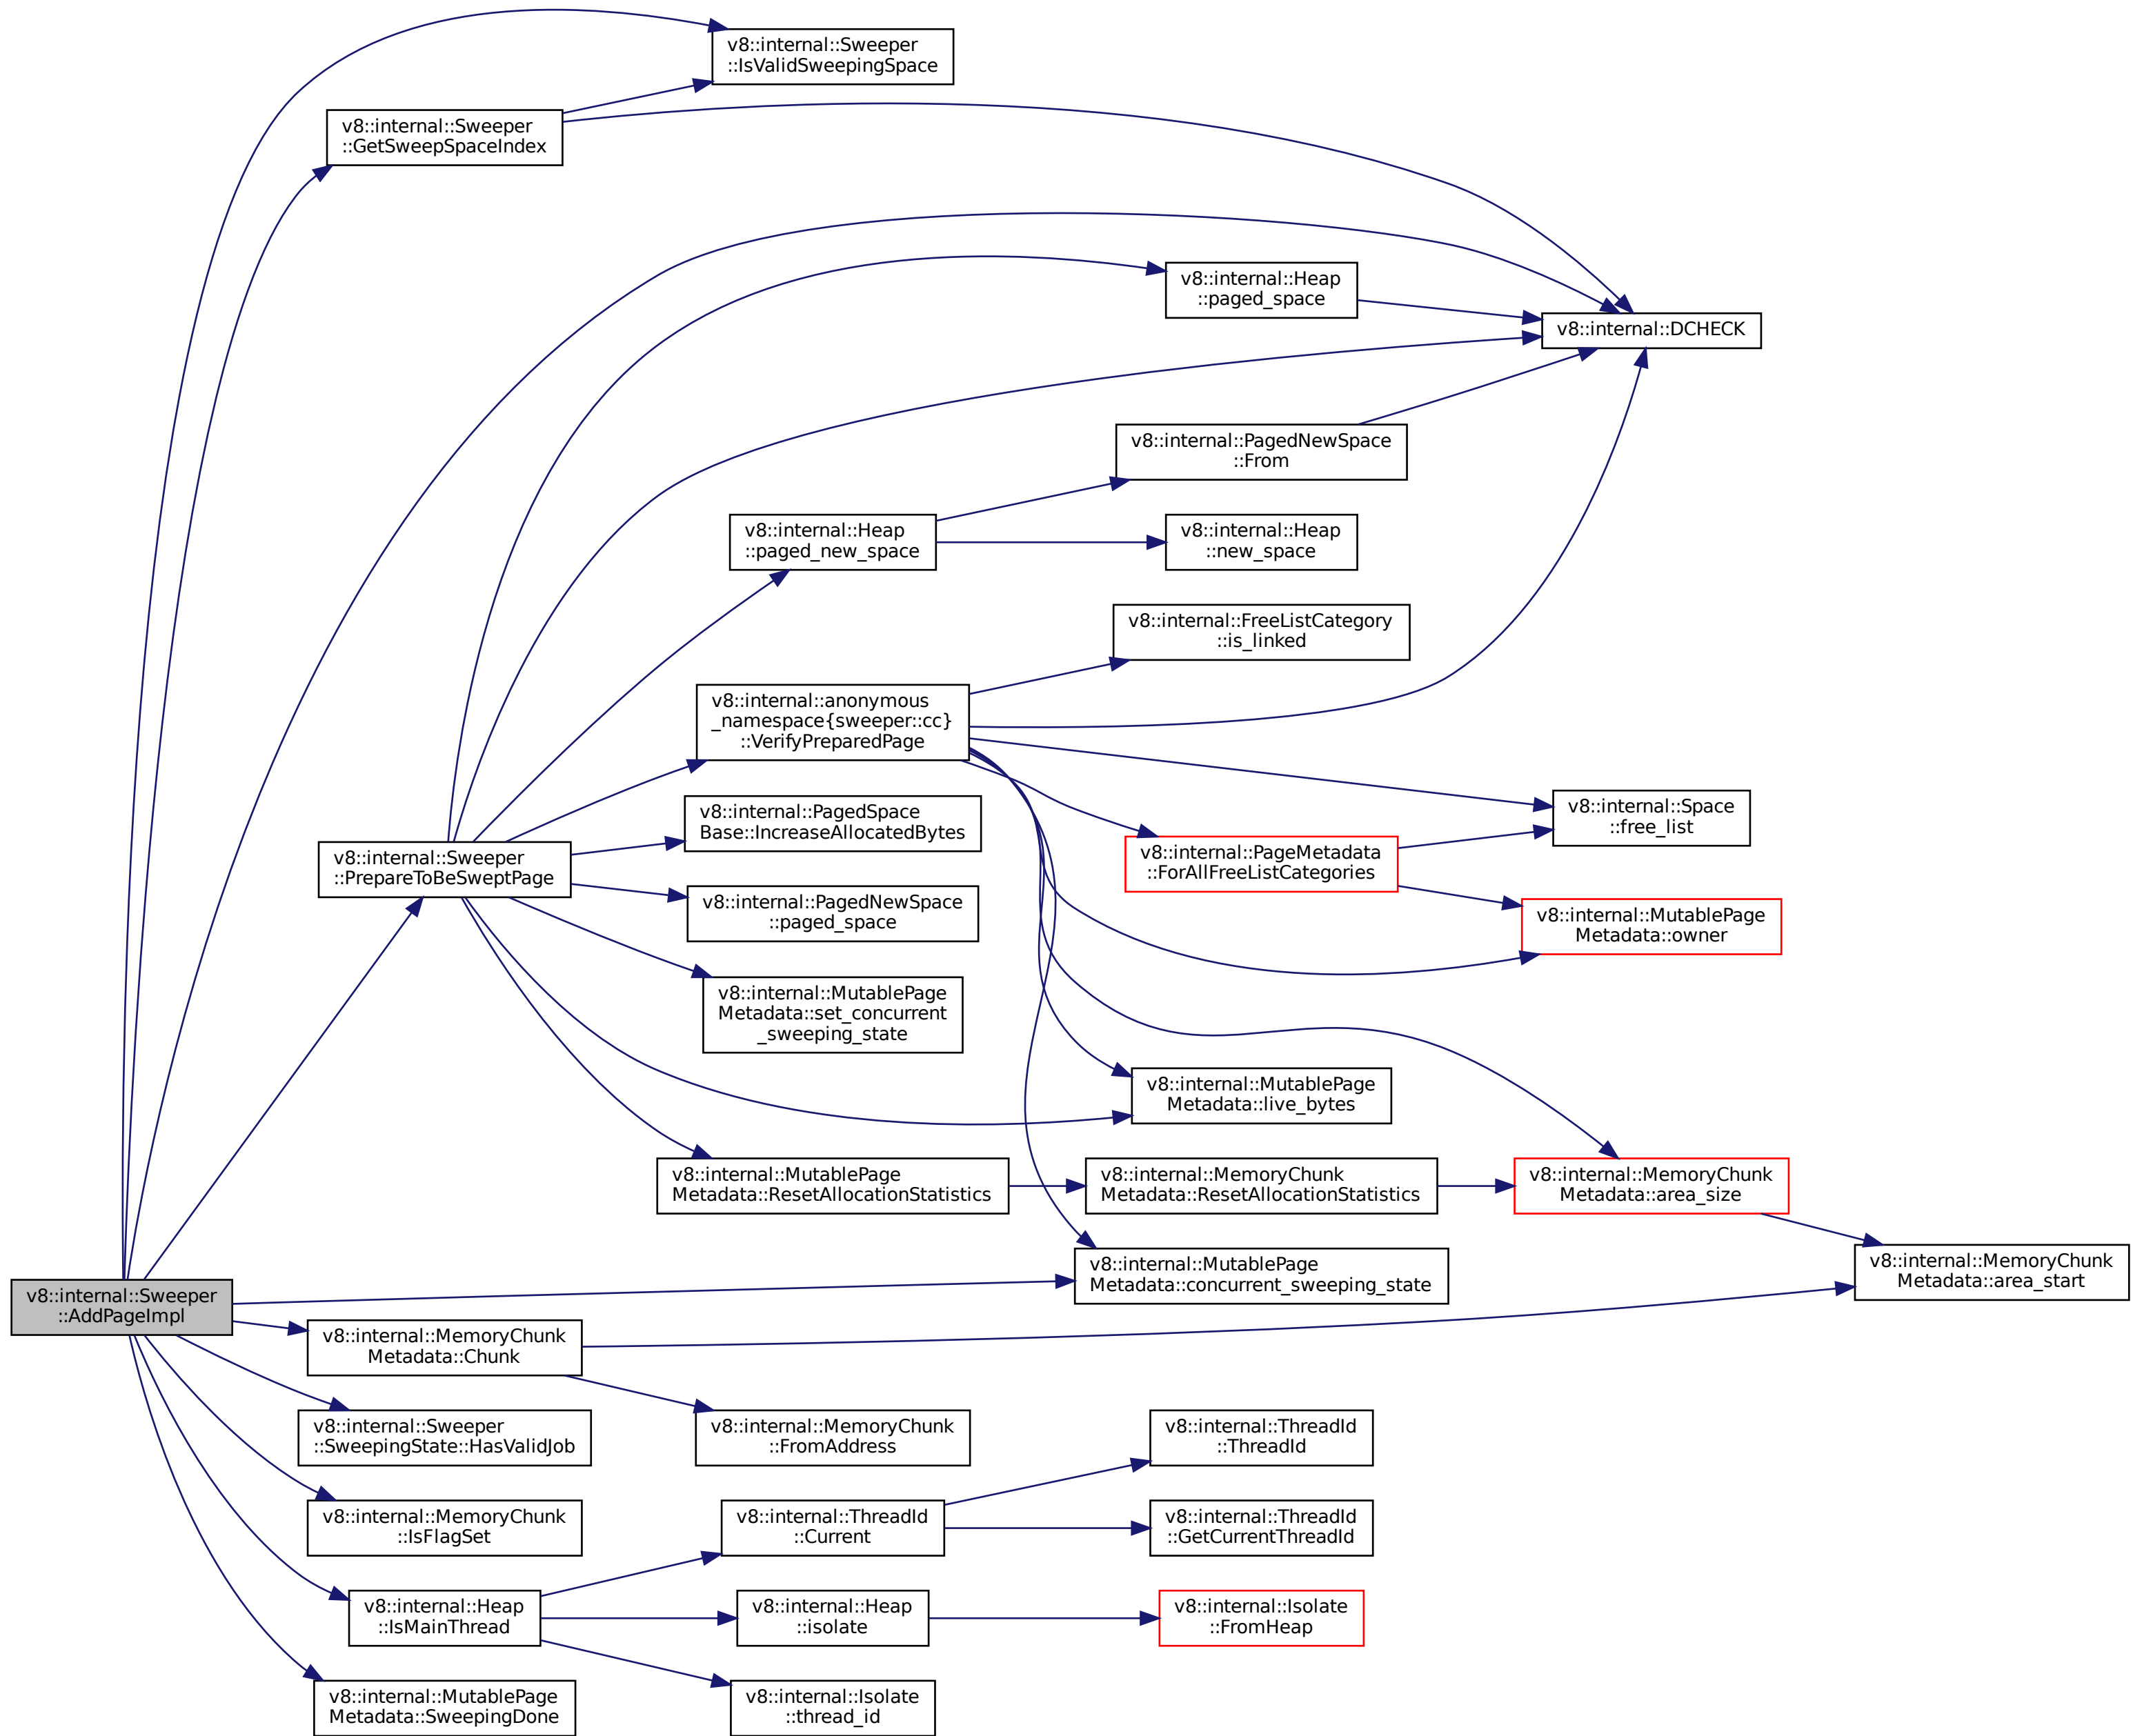 v8::internal::Sweeper
::IsValidSweepingSpace
v8::internal::Sweeper
::GetSweepSpaceIndex
v8::internal::Heap
::paged_space
v8::internal::DCHECK
v8::internal::PagedNewSpace
::From
v8::internal::Heap
::paged_new_space
v8::internal::Heap
::new_space
v8::internal::FreeListCategory
::is_linked
v8::internal::anonymous
_namespace{sweeper::cc}
::VerifyPreparedPage
v8::internal::PagedSpace
Base::IncreaseAllocatedBytes
v8::internal::Space
::free_list
v8::internal::Sweeper
::PrepareToBeSweptPage
v8::internal::PageMetadata
::ForAllFreeListCategories
v8::internal::PagedNewSpace
::paged_space
v8::internal::MutablePage
Metadata::owner
v8::internal::MutablePage
Metadata::set_concurrent
_sweeping_state
v8::internal::MutablePage
Metadata::live_bytes
v8::internal::MutablePage
Metadata::ResetAllocationStatistics
v8::internal::MemoryChunk
Metadata::ResetAllocationStatistics
v8::internal::MemoryChunk
Metadata::area_size
v8::internal::MutablePage
Metadata::concurrent_sweeping_state
v8::internal::MemoryChunk
Metadata::area_start
v8::internal::Sweeper
::AddPageImpl
v8::internal::MemoryChunk
Metadata::Chunk
v8::internal::Sweeper
::SweepingState::HasValidJob
v8::internal::MemoryChunk
::FromAddress
v8::internal::ThreadId
::ThreadId
v8::internal::MemoryChunk
::IsFlagSet
v8::internal::ThreadId
::Current
v8::internal::ThreadId
::GetCurrentThreadId
v8::internal::Heap
::IsMainThread
v8::internal::Heap
::isolate
v8::internal::Isolate
::FromHeap
v8::internal::MutablePage
Metadata::SweepingDone
v8::internal::Isolate
::thread_id